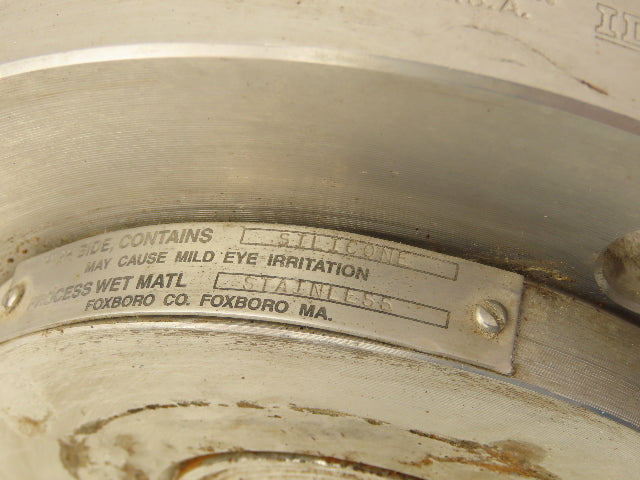 S.A.
SIDE, CONTAINS SILICONE
MAY CAUSE MILD EYE IRRITATION
PROCESS WET MATL STAINLESS
FOXBORO CO. FOXBORO MA.